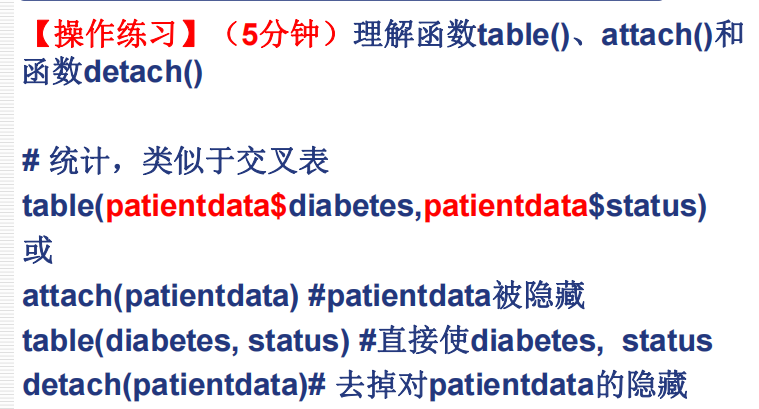 【操作练习】（5分钟）理解函数table()、attach()和
函数detach()
# 统计，类似于交叉表
table(patientdata$diabetes,patientdata$status)
或
attach(patientdata) #patientdata被隐藏
table(diabetes, status) #直接使diabetes,  status
detach(patientdata)# 去掉对patientdata的隐藏